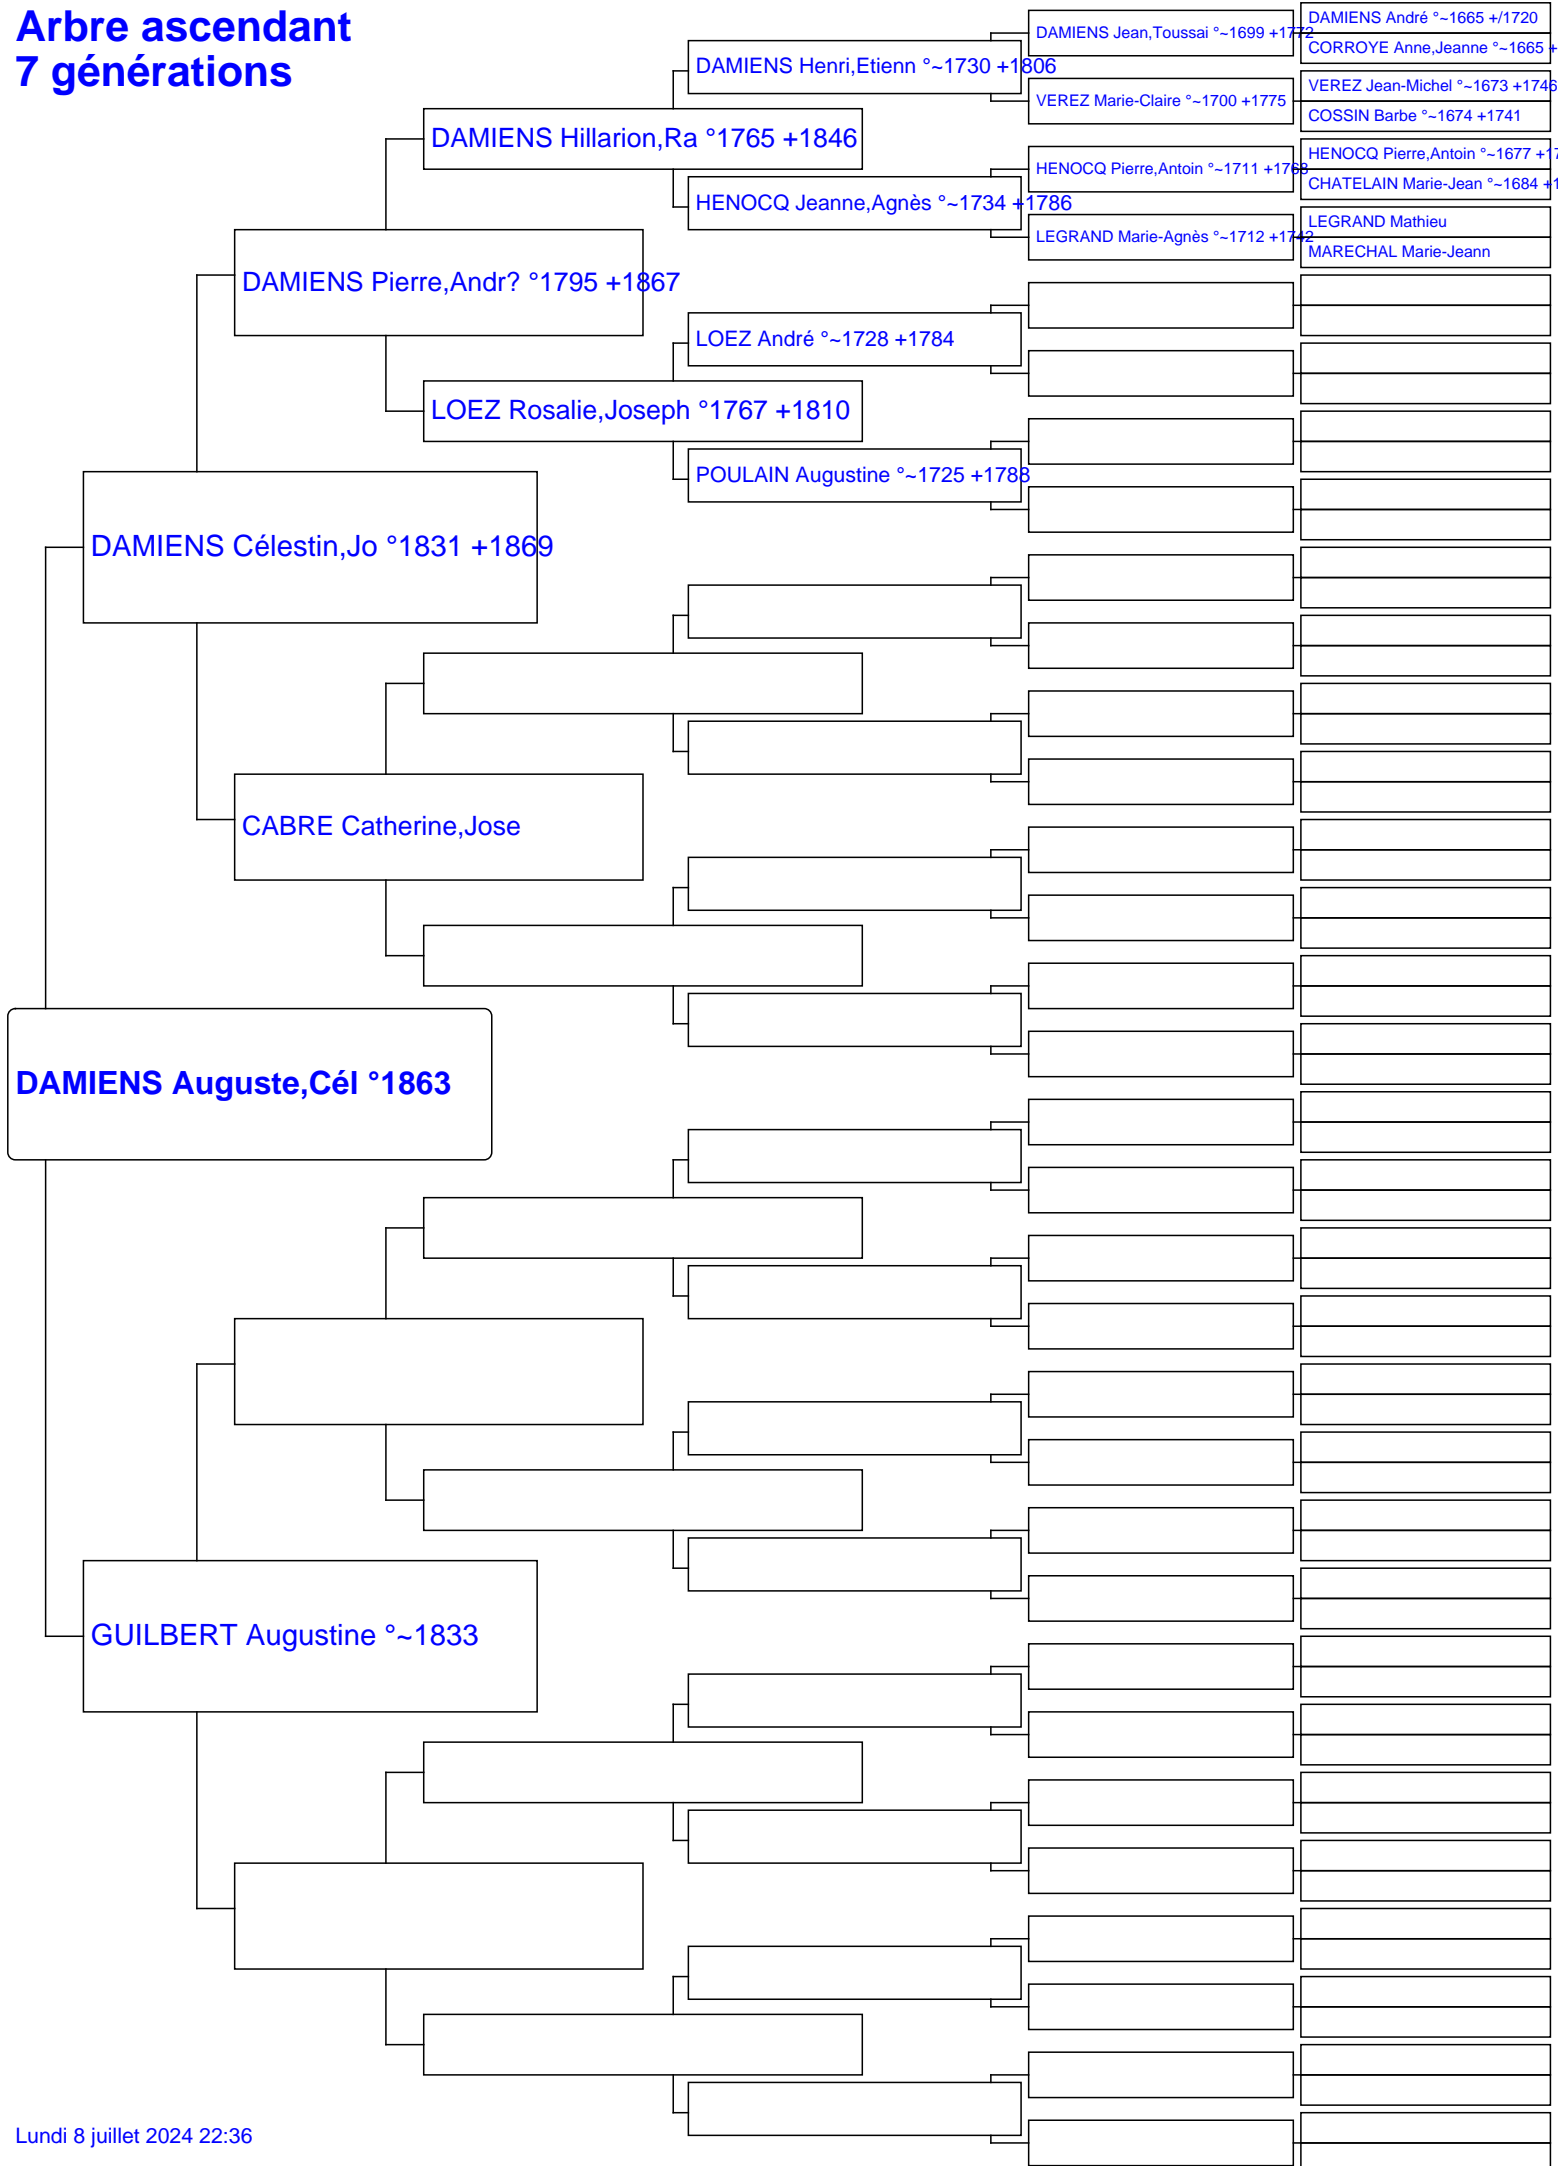 Arbre ascendant
7 générations
DAMIENS Auguste,Cél °1863
DAMIENS Célestin,Jo °1831 +1869
GUILBERT Augustine °~1833
DAMIENS Pierre,Andr? °1795 +1867
CABRE Catherine,Jose
DAMIENS Hillarion,Ra °1765 +1846
LOEZ Rosalie,Joseph °1767 +1810
DAMIENS Henri,Etienn °~1730 +1806
HENOCQ Jeanne,Agnès °~1734 +1786
LOEZ André °~1728 +1784
POULAIN Augustine °~1725 +1788
DAMIENS Jean,Toussai °~1699 +1772
VEREZ Marie-Claire °~1700 +1775
HENOCQ Pierre,Antoin °~1711 +1768
LEGRAND Marie-Agnès °~1712 +1742
DAMIENS André °~1665 +/1720
CORROYE Anne,Jeanne °~1665 +
VEREZ Jean-Michel °~1673 +1746
COSSIN Barbe °~1674 +1741
HENOCQ Pierre,Antoin °~1677 +17
CHATELAIN Marie-Jean °~1684 +1
LEGRAND Mathieu
MARECHAL Marie-Jeann
Lundi 8 juillet 2024 22:36